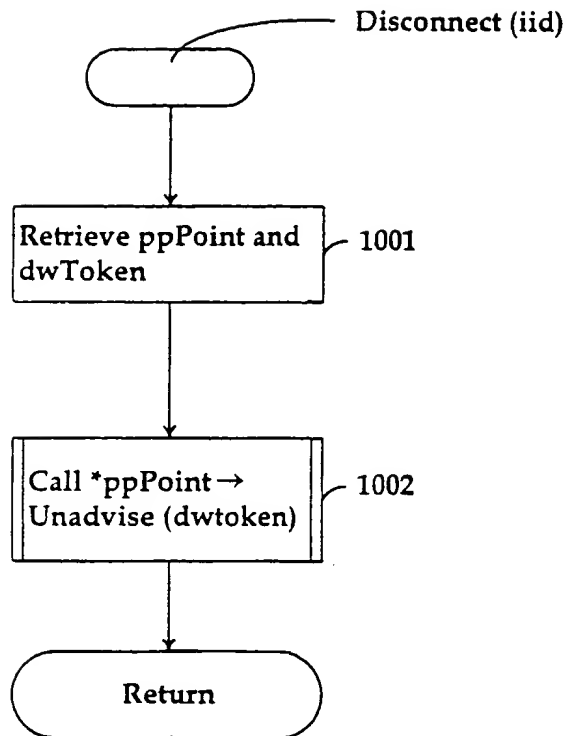 Disconnect (iid)
Retrieve ppPoint and
dwToken
1001
Call *ppPoint→
Unadvise (dwtoken)
1002
Return